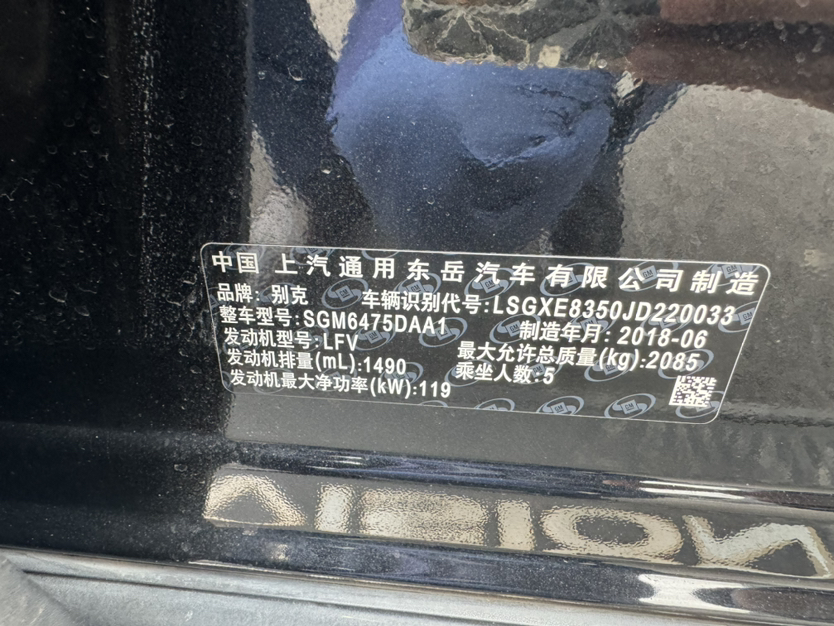 中国 上汽通用东岳汽车有限公司制造
品牌: 别克 车辆识别代号:LSGXE8350JD220033
整车型号:SGM6475DAA1 制造年月: 2018-06
发动机型号:LFV 最大允许总质量(kg):2085
发动机排量(mL):1490 乘坐人数:5
发动机最大净功率(kW):119